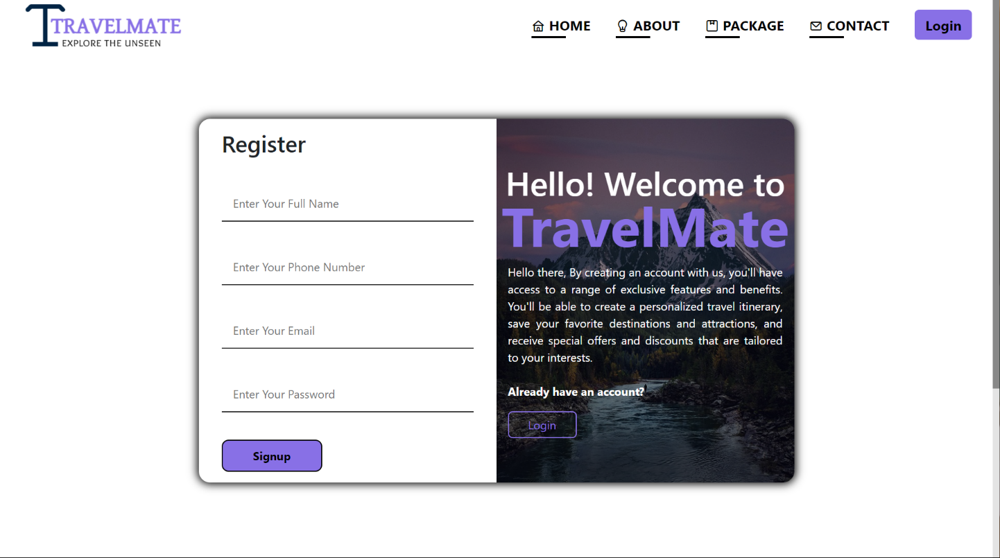 TRAVELMATE
EXPLORE THE UNSEEN
HOME
ABOUT
PACKAGE
CONTACT
Login
Register
Enter Your Full Name
Enter Your Phone Number
Enter Your Email
Enter Your Password
Signup
Hello! Welcome to
TravelMate
Hello there, By creating an account with us, you'll have
access to a range of exclusive features and benefits.
You'll be able to create a personalized travel itinerary,
save your favorite destinations and attractions, and
receive special offers and discounts that are tailored
to your interests.
Already have an account?
Login